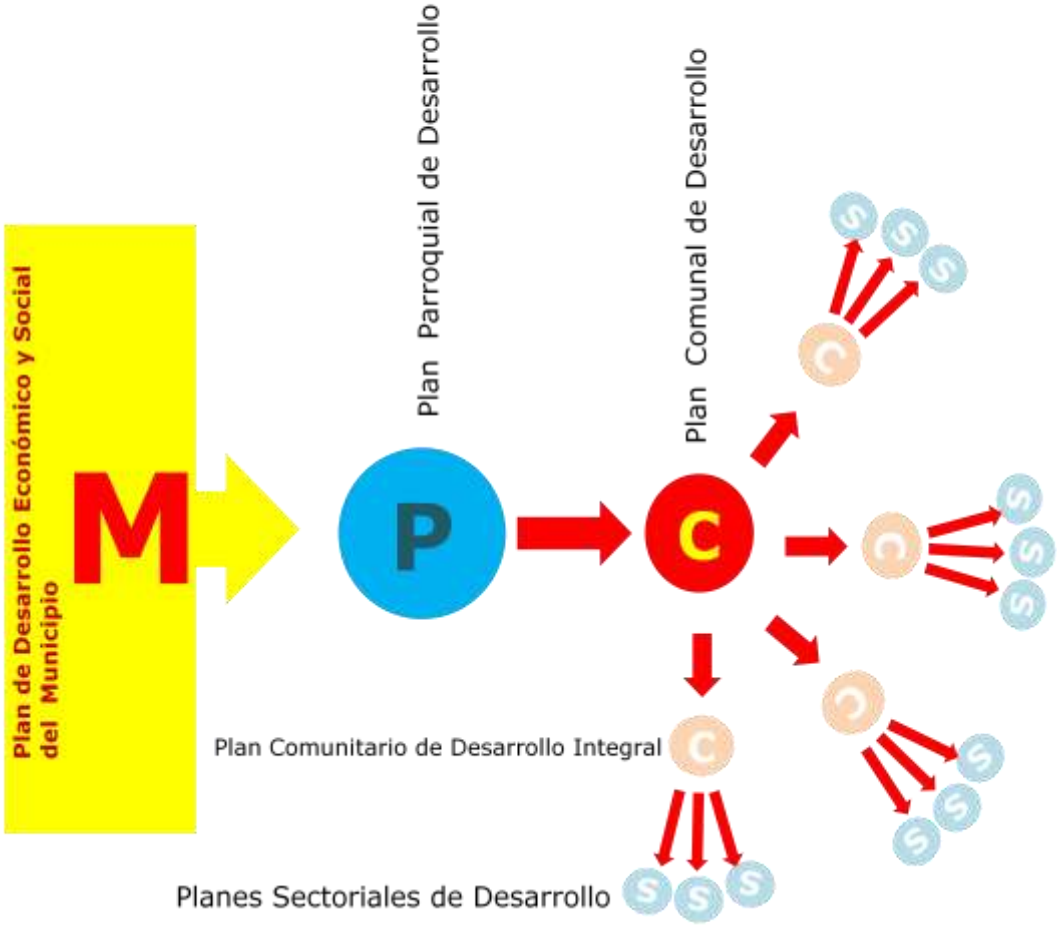 Plan de Desarrollo Económico y Social
del Municipio
M
Plan Parroquial de Desarrollo
P
Plan Comunal de Desarrollo
C
C
S
S
S
C
S
S
S
C
S
S
S
Plan Comunitario de Desarrollo Integral
C
Planes Sectoriales de Desarrollo
S
S
S